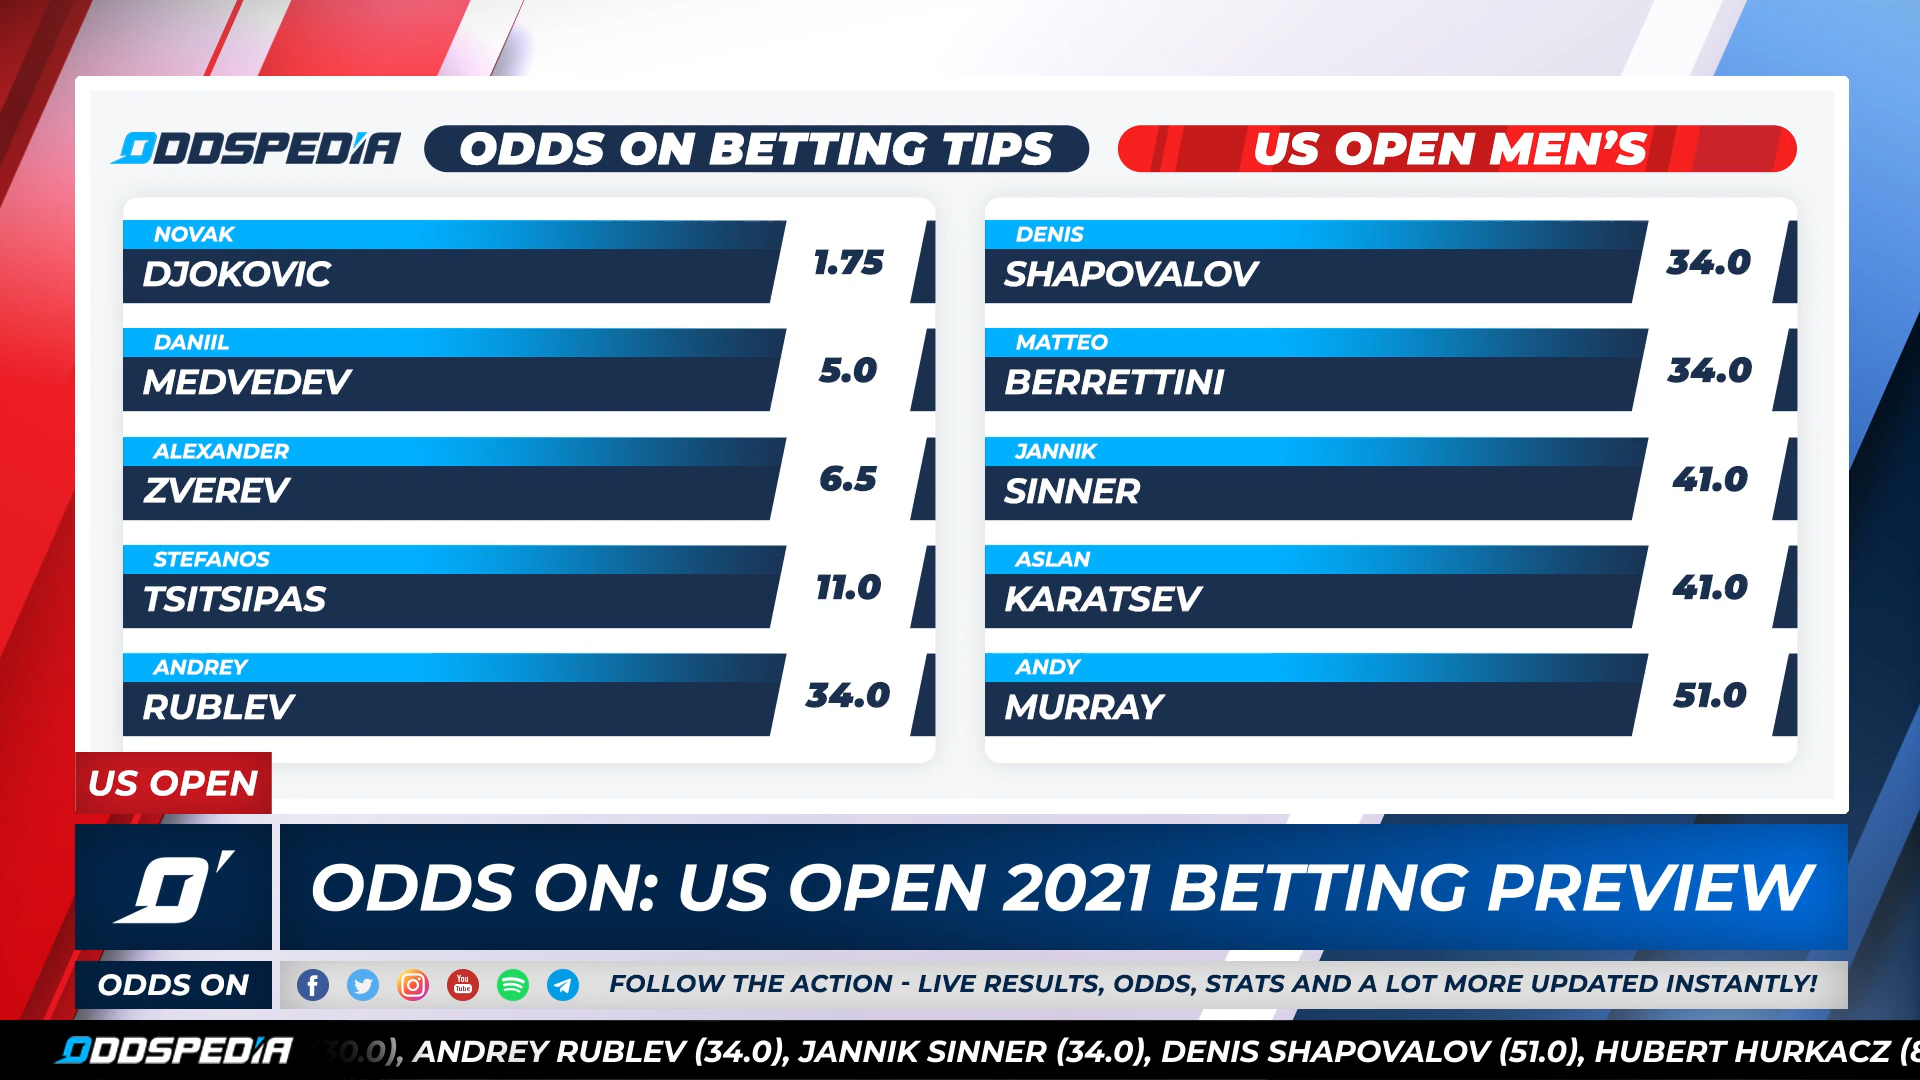 ODDSPEDIA
ODDS ON BETTING TIPS
US OPEN MEN'S
NOVAK
DJOKOVIC
1.75
DANIIL
MEDVEDEV
5.0
ALEXANDER
ZVEREV
6.5
STEFANOS
TSITSIPAS
11.0
ANDREY
RUBLEV
34.0
DENIS
SHAPOVALOV
34.0
MATTEO
BERRETTINI
34.0
JANNIK
SINNER
41.0
ASLAN
KARATSEV
41.0
ANDY
MURRAY
51.0
US OPEN
ODDS ON: US OPEN 2021 BETTING PREVIEW
ODDS ON
You
Tube
FOLLOW THE ACTION - LIVE RESULTS, ODDS, STATS AND A LOT MORE UPDATED INSTANTLY!
ODDSPEDIA
(30.0), ANDREY RUBLEV (34.0), JANNIK SINNER (34.0), DENIS SHAPOVALOV (51.0), HUBERT HURKACZ (